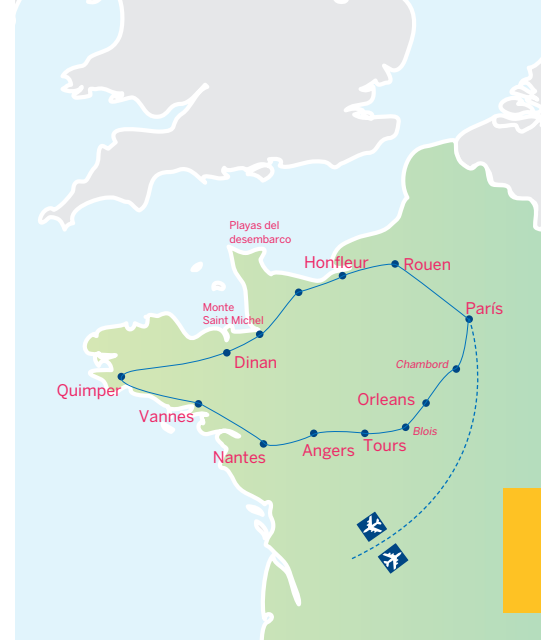 Playas del
desembarco
Honfleur
Rouen
Monte
Saint Michel
París
Dinan
Chambord
Quimper
Orleans
Vannes
Blois
Tours
Angers
Nantes